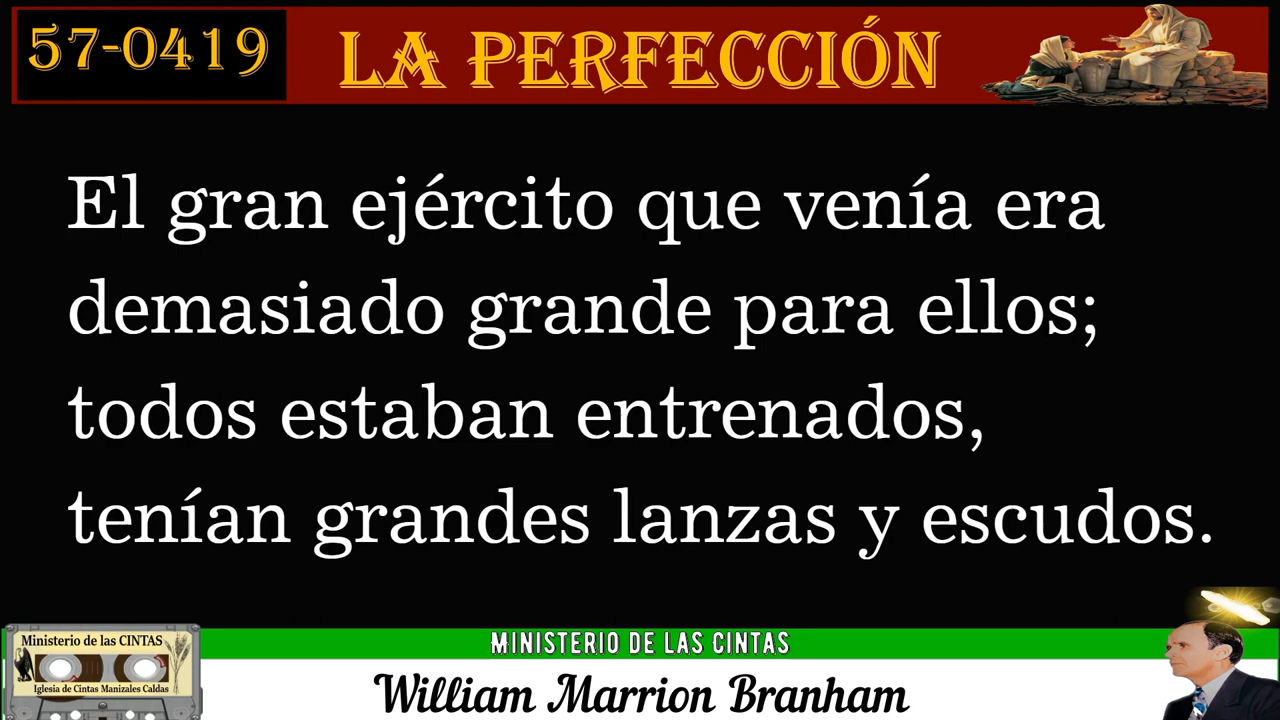 57-0419
LA PERFECCIÓN
El gran ejército que venía era
demasiado grande para ellos;
todos estaban entrenados,
tenían grandes lanzas y escudos.
Ministerio de las CINTAS
Iglesia de Cintas Manizales Caldas
MINISTERIO DE LAS CINTAS
William Marrion Branham